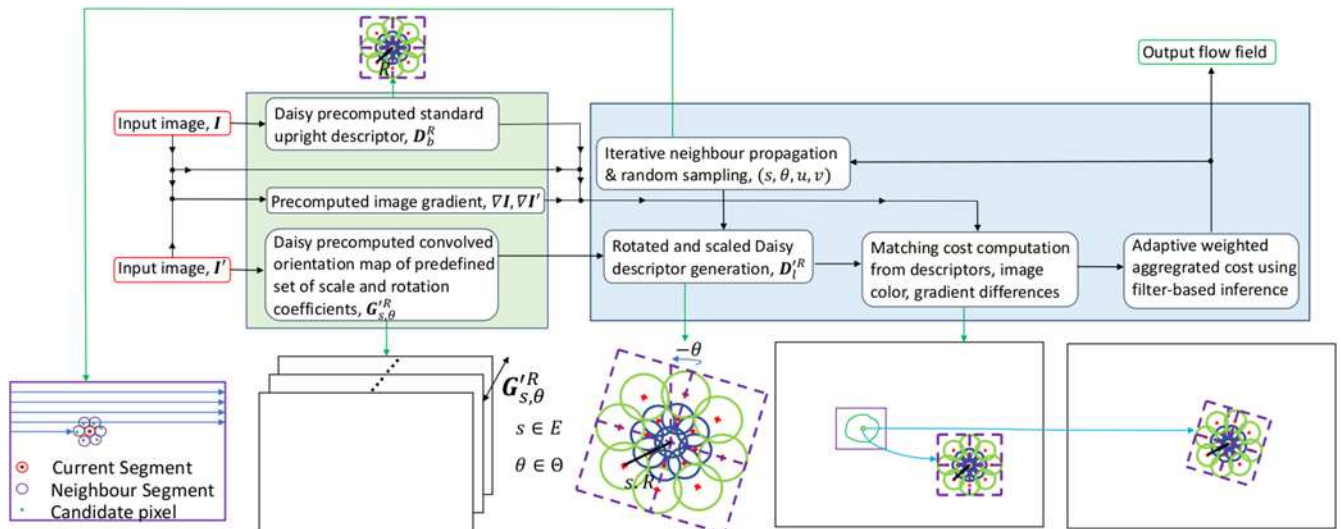 R
Output flow field
Input image, I
Daisy precomputed standard
upright descriptor, D_b^R
Iterative neighbour propagation
& random sampling, (s, θ, u, v)
Precomputed image gradient, ∇I, ∇I′
Input image, I′
Daisy precomputed convolved
orientation map of predefined
set of scale and rotation
coefficients, G′^R_{s,θ}
Rotated and scaled Daisy
descriptor generation, D′^R_l
Matching cost computation
from descriptors, image
color, gradient differences
Adaptive weighted
aggregrated cost using
filter-based inference
Current Segment
Neighbour Segment
Candidate pixel
G′^R_{s,θ}
s ∈ E
θ ∈ Θ
−θ
s.R